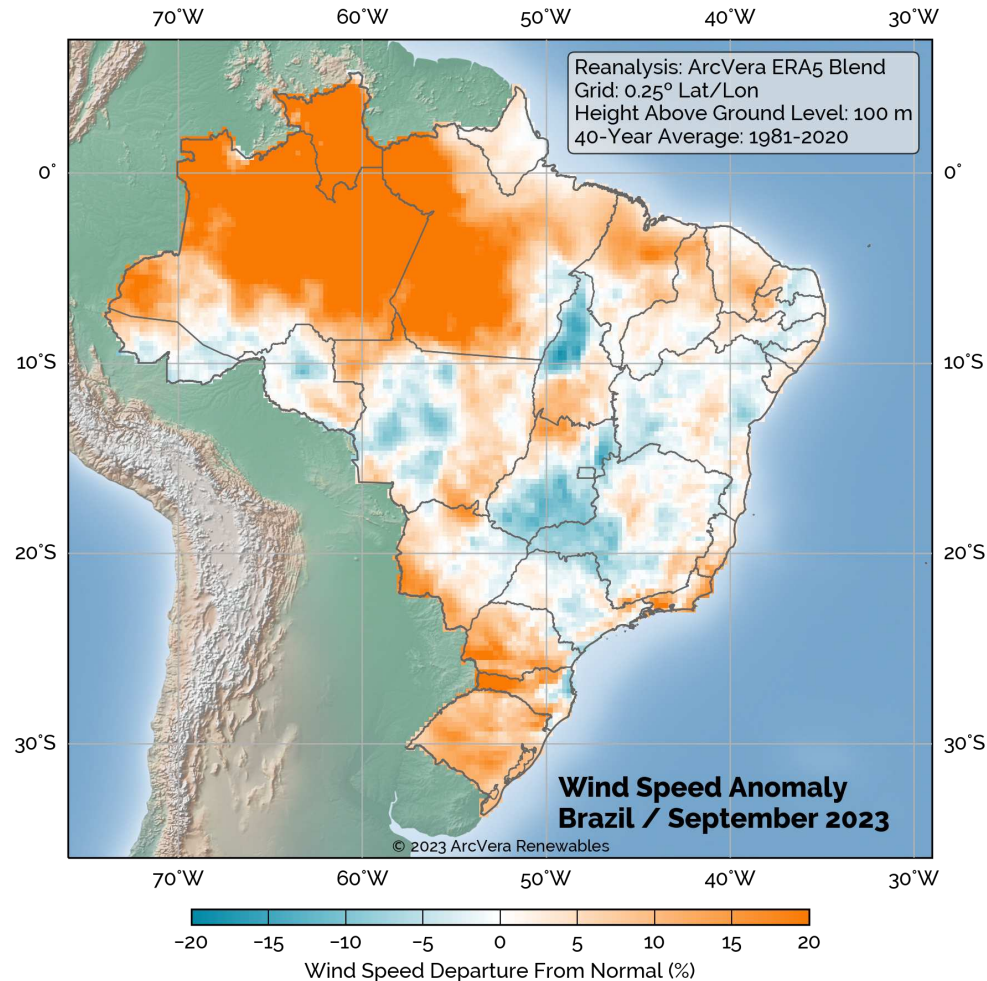 70°W 60°W 50°W 40°W 30°W
Reanalysis: ArcVera ERA5 Blend
Grid: 0.25º Lat/Lon
Height Above Ground Level: 100 m
40-Year Average: 1981-2020
0° 0°
10°S 10°S
20°S 20°S
30°S 30°S
Wind Speed Anomaly
Brazil / September 2023
© 2023 ArcVera Renewables
70°W 60°W 50°W 40°W 30°W
−20 −15 −10 −5 0 5 10 15 20
Wind Speed Departure From Normal (%)